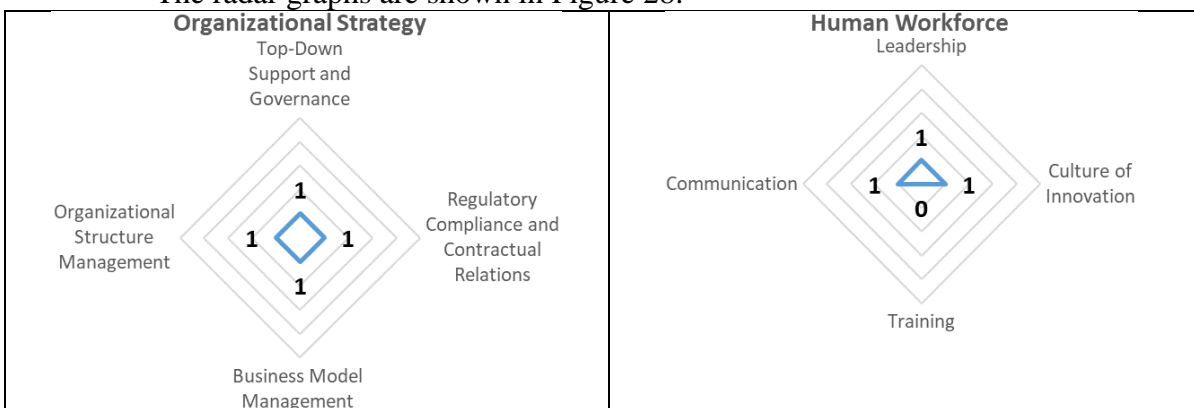 The radar graphs are shown in Figure 28.
Organizational Strategy
Top-Down
Support and
Governance
1
Organizational
Structure
Management
1
1
Regulatory
Compliance and
Contractual
Relations
1
Business Model
Management
Human Workforce
Leadership
1
Communication
1
1
Culture of
Innovation
0
Training